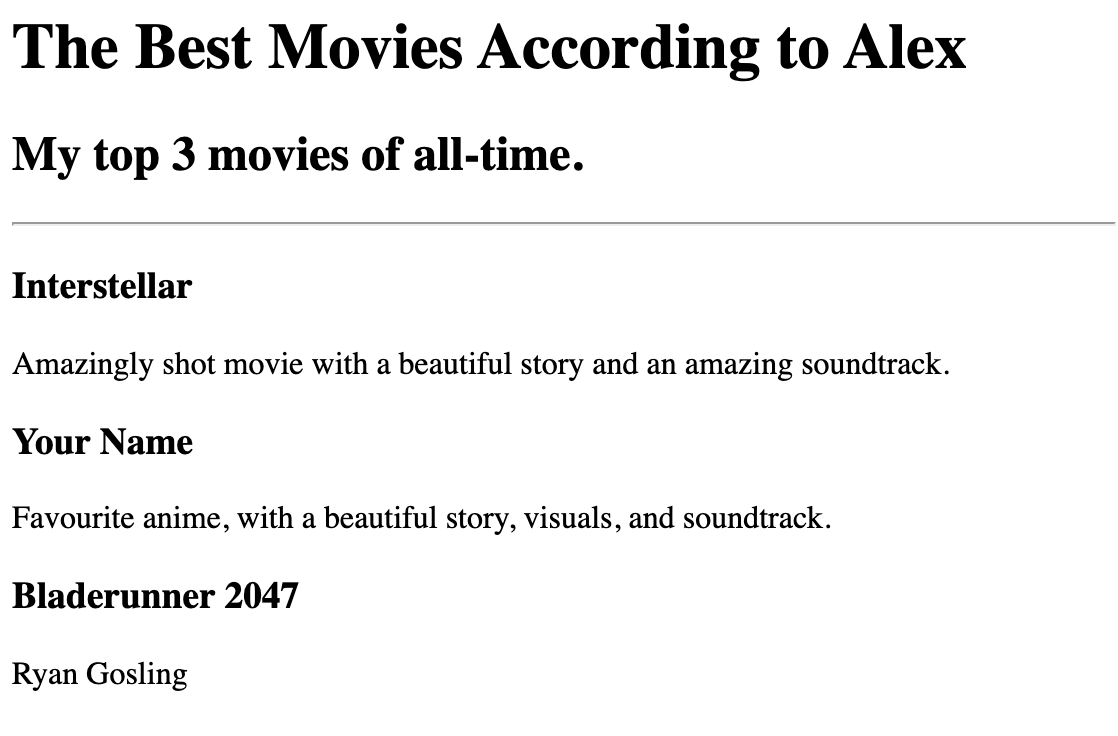 The Best Movies According to Alex
My top 3 movies of all-time.
Interstellar
Amazingly shot movie with a beautiful story and an amazing soundtrack.
Your Name
Favourite anime, with a beautiful story, visuals, and soundtrack.
Bladerunner 2047
Ryan Gosling